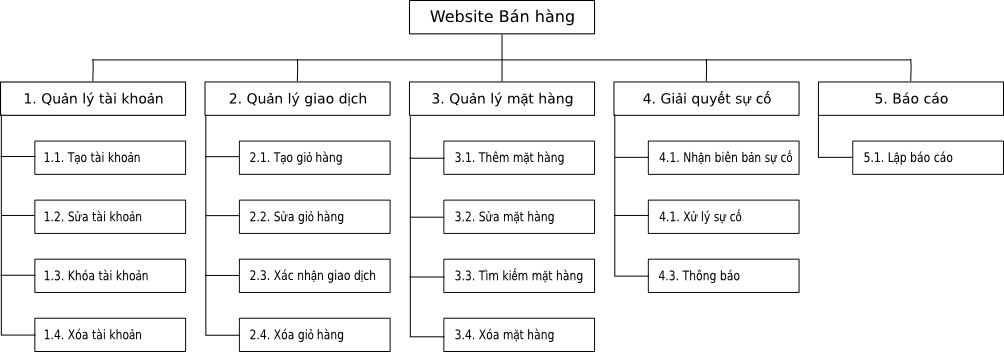 Website Bán hàng
1. Quản lý tài khoản
1.1. Tạo tài khoản
1.2. Sửa tài khoản
1.3. Khóa tài khoản
1.4. Xóa tài khoản
2. Quản lý giao dịch
2.1. Tạo giỏ hàng
2.2. Sửa giỏ hàng
2.3. Xác nhận giao dịch
2.4. Xóa giỏ hàng
3. Quản lý mặt hàng
3.1. Thêm mặt hàng
3.2. Sửa mặt hàng
3.3. Tìm kiếm mặt hàng
3.4. Xóa mặt hàng
4. Giải quyết sự cố
4.1. Nhận biên bản sự cố
4.1. Xử lý sự cố
4.3. Thông báo
5. Báo cáo
5.1. Lập báo cáo